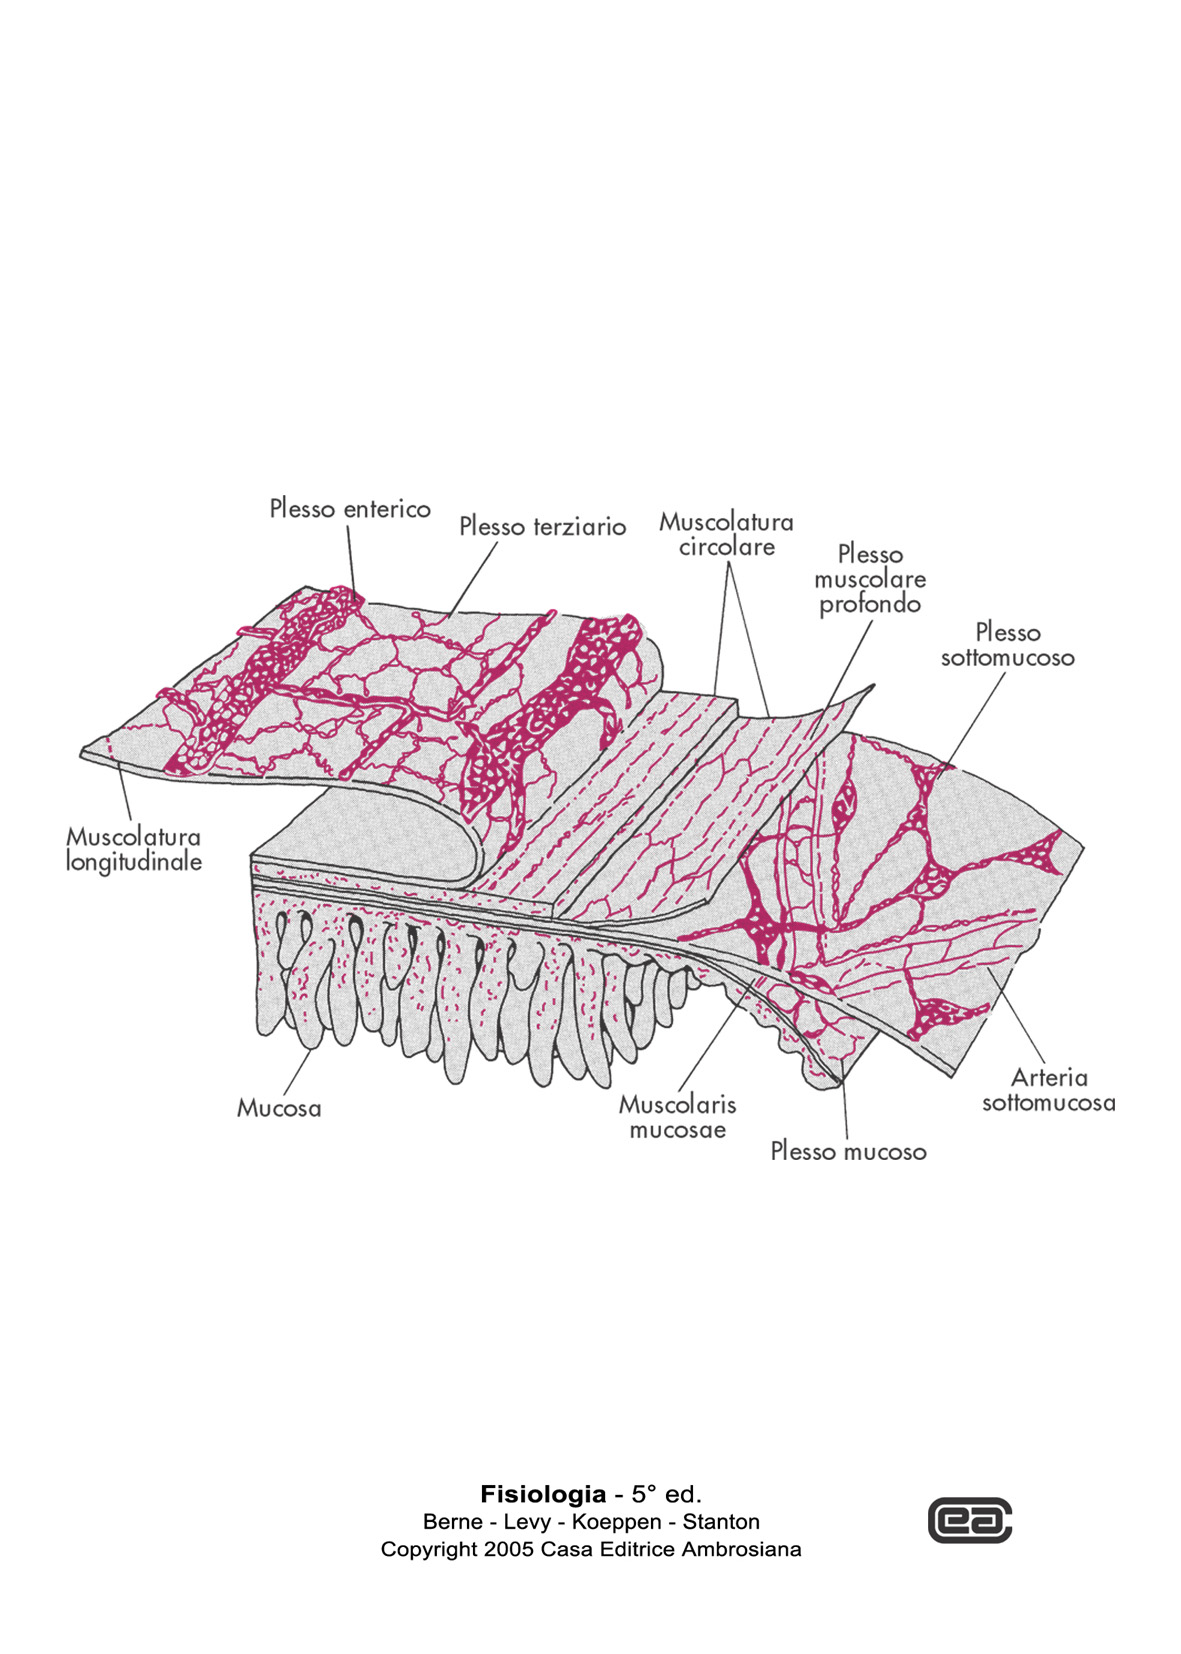 Plesso enterico
Plesso terziario
Muscolatura
circolare
Plesso
muscolare
profondo
Plesso
sottomucoso
Muscolatura
longitudinale
Mucosa
Muscolaris
mucosae
Plesso mucoso
Arteria
sottomucosa
Fisiologia - 5° ed.
Berne - Levy - Koeppen - Stanton
Copyright 2005 Casa Editrice Ambrosiana
ea